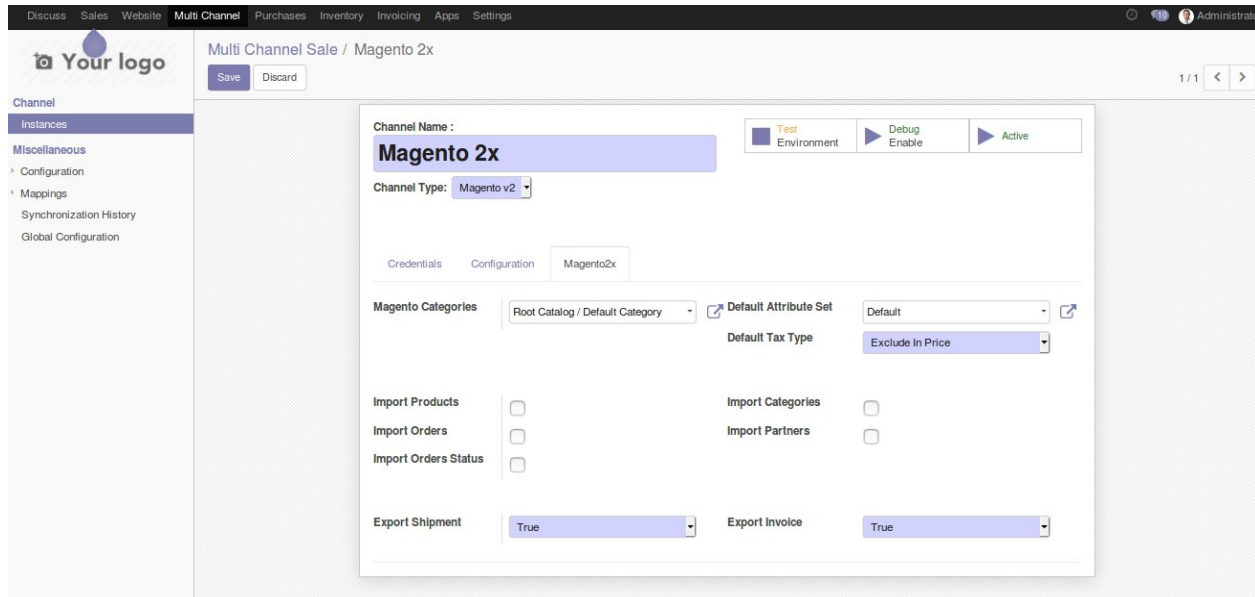 Discuss Sales Website Multi Channel Purchases Inventory Invoicing Apps Settings
Your logo
Multi Channel Sale / Magento 2x
Save Discard
1 / 1
Channel
Instances
Miscellaneous
Configuration
Mappings
Synchronization History
Global Configuration
Channel Name :
Magento 2x
Test Environment
Debug Enable
Active
Channel Type: Magento v2
Credentials Configuration Magento2x
Magento Categories Root Catalog / Default Category Default Attribute Set Default
Default Tax Type Exclude In Price
Import Products Import Categories
Import Orders Import Partners
Import Orders Status
Export Shipment True Export Invoice True